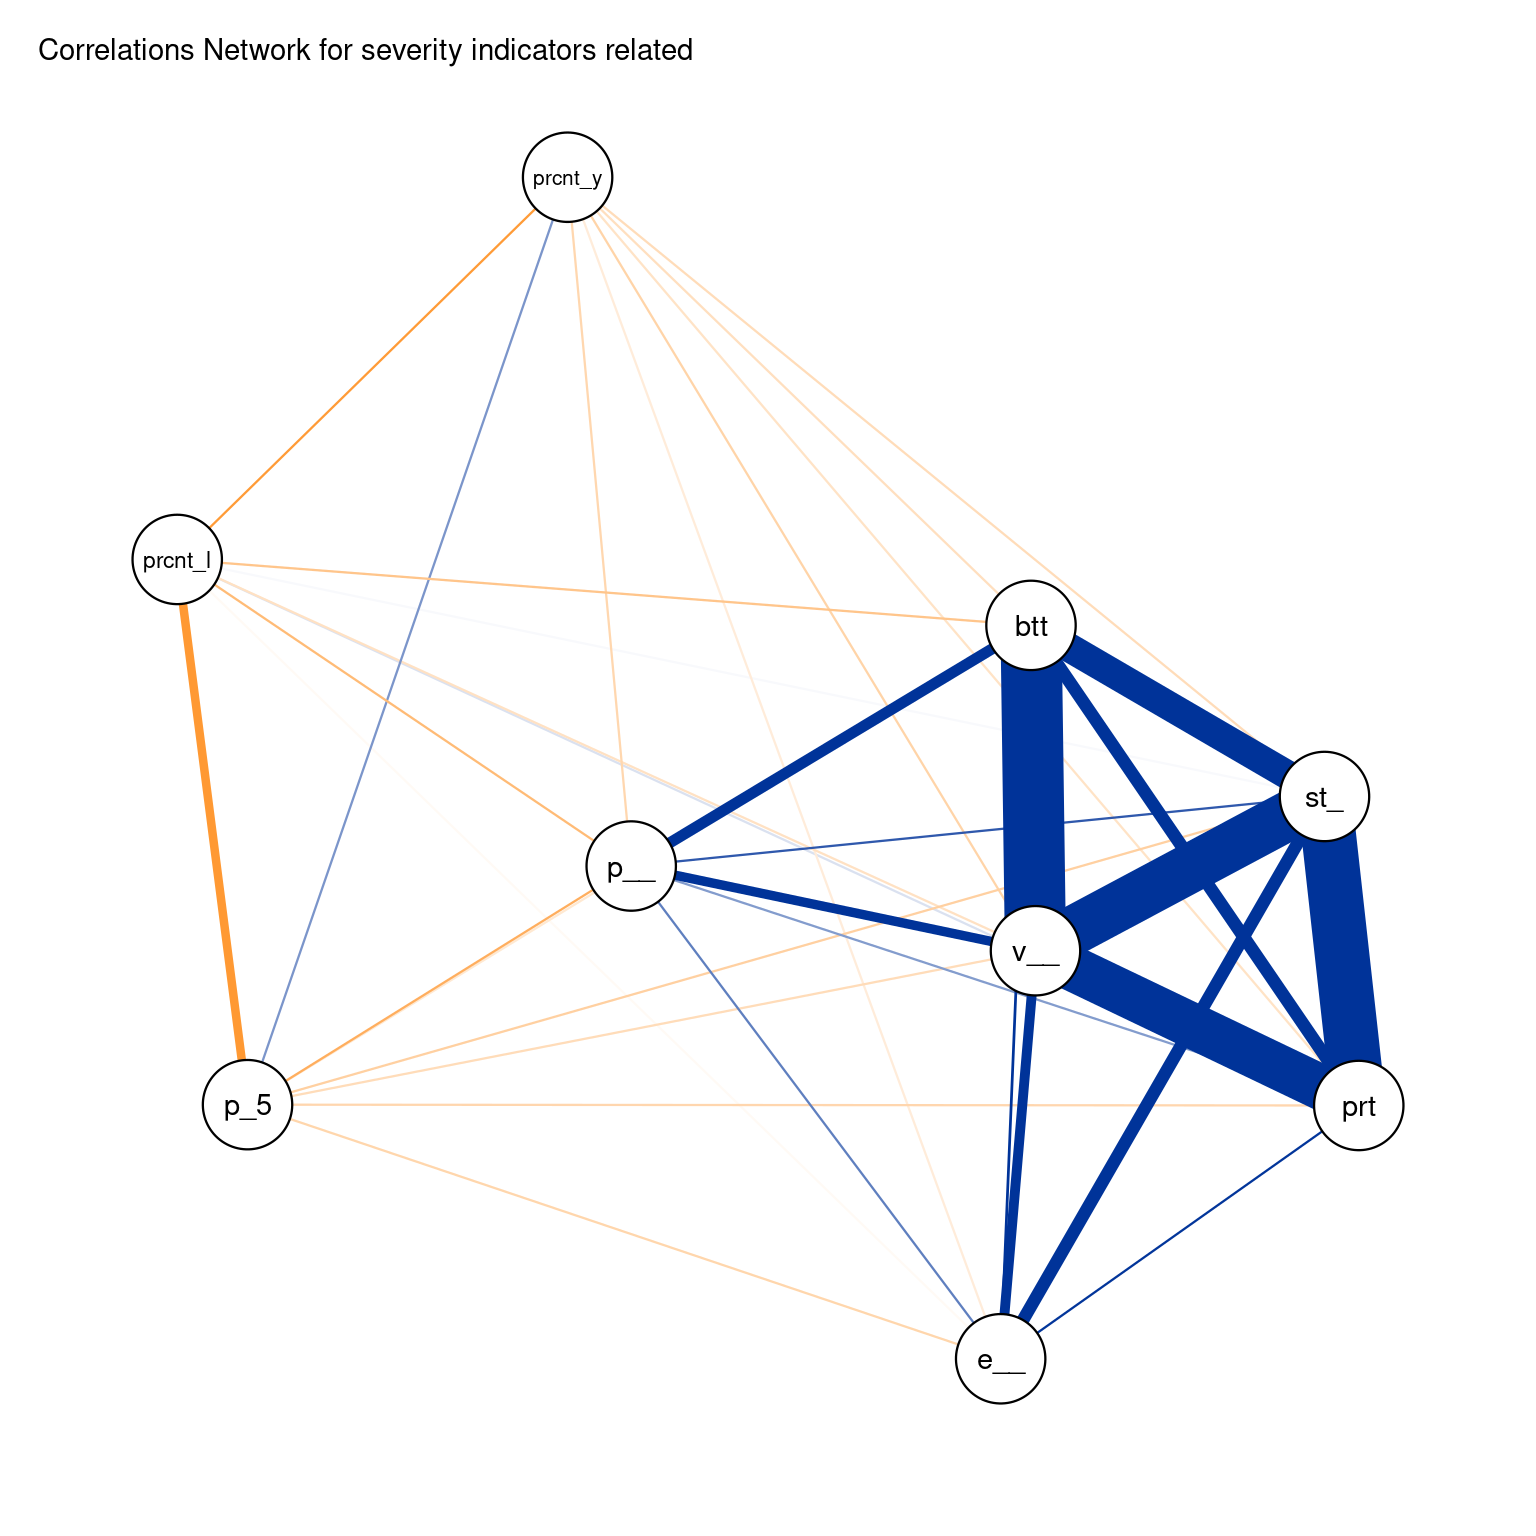 Correlations Network for severity indicators related
prcnt_y
prcnt_l
btt
st_
p__
v__
p_5
prt
e__